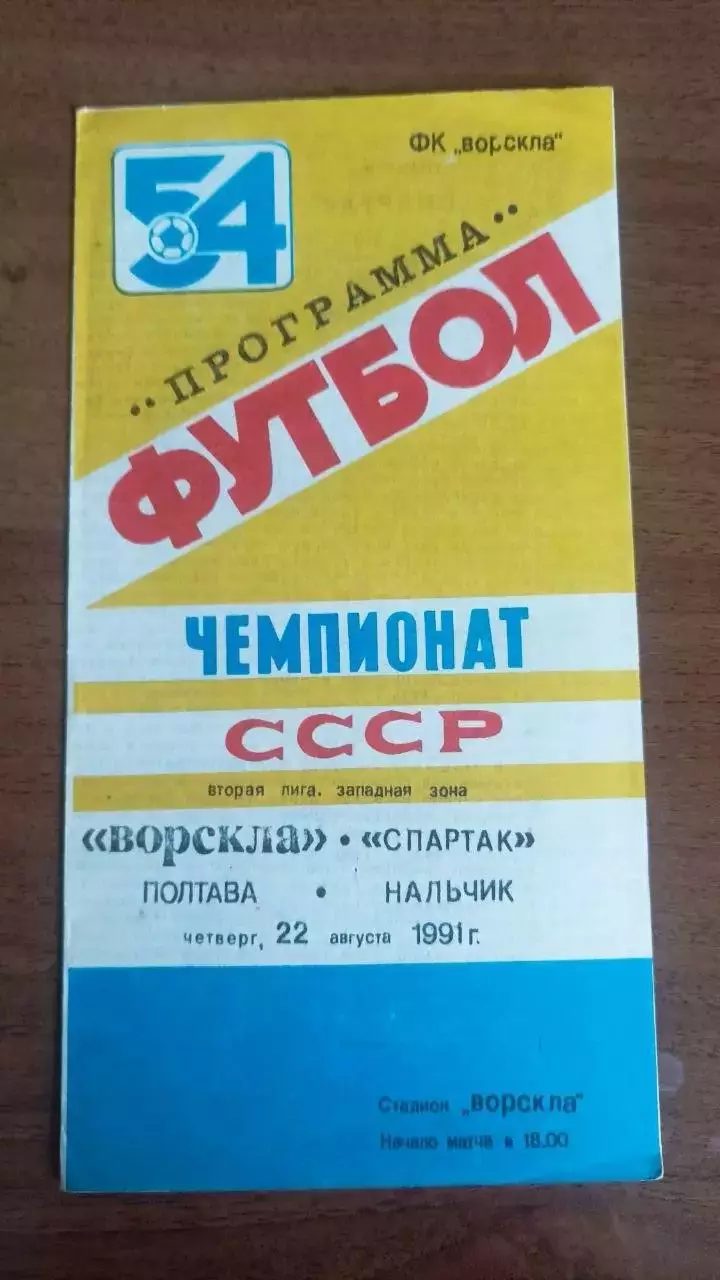 54
ФК „ворскла"
„ПРОГРАММА"
ФУТБОЛ
ЧЕМПИОНАТ
СССР
вторая лига. западная зона
«ворскла» • «СПАРТАК»
ПОЛТАВА • НАЛЬЧИК
четверг, 22 августа 1991 г.
Стадион „ворскла"
Начало матча в 18.00